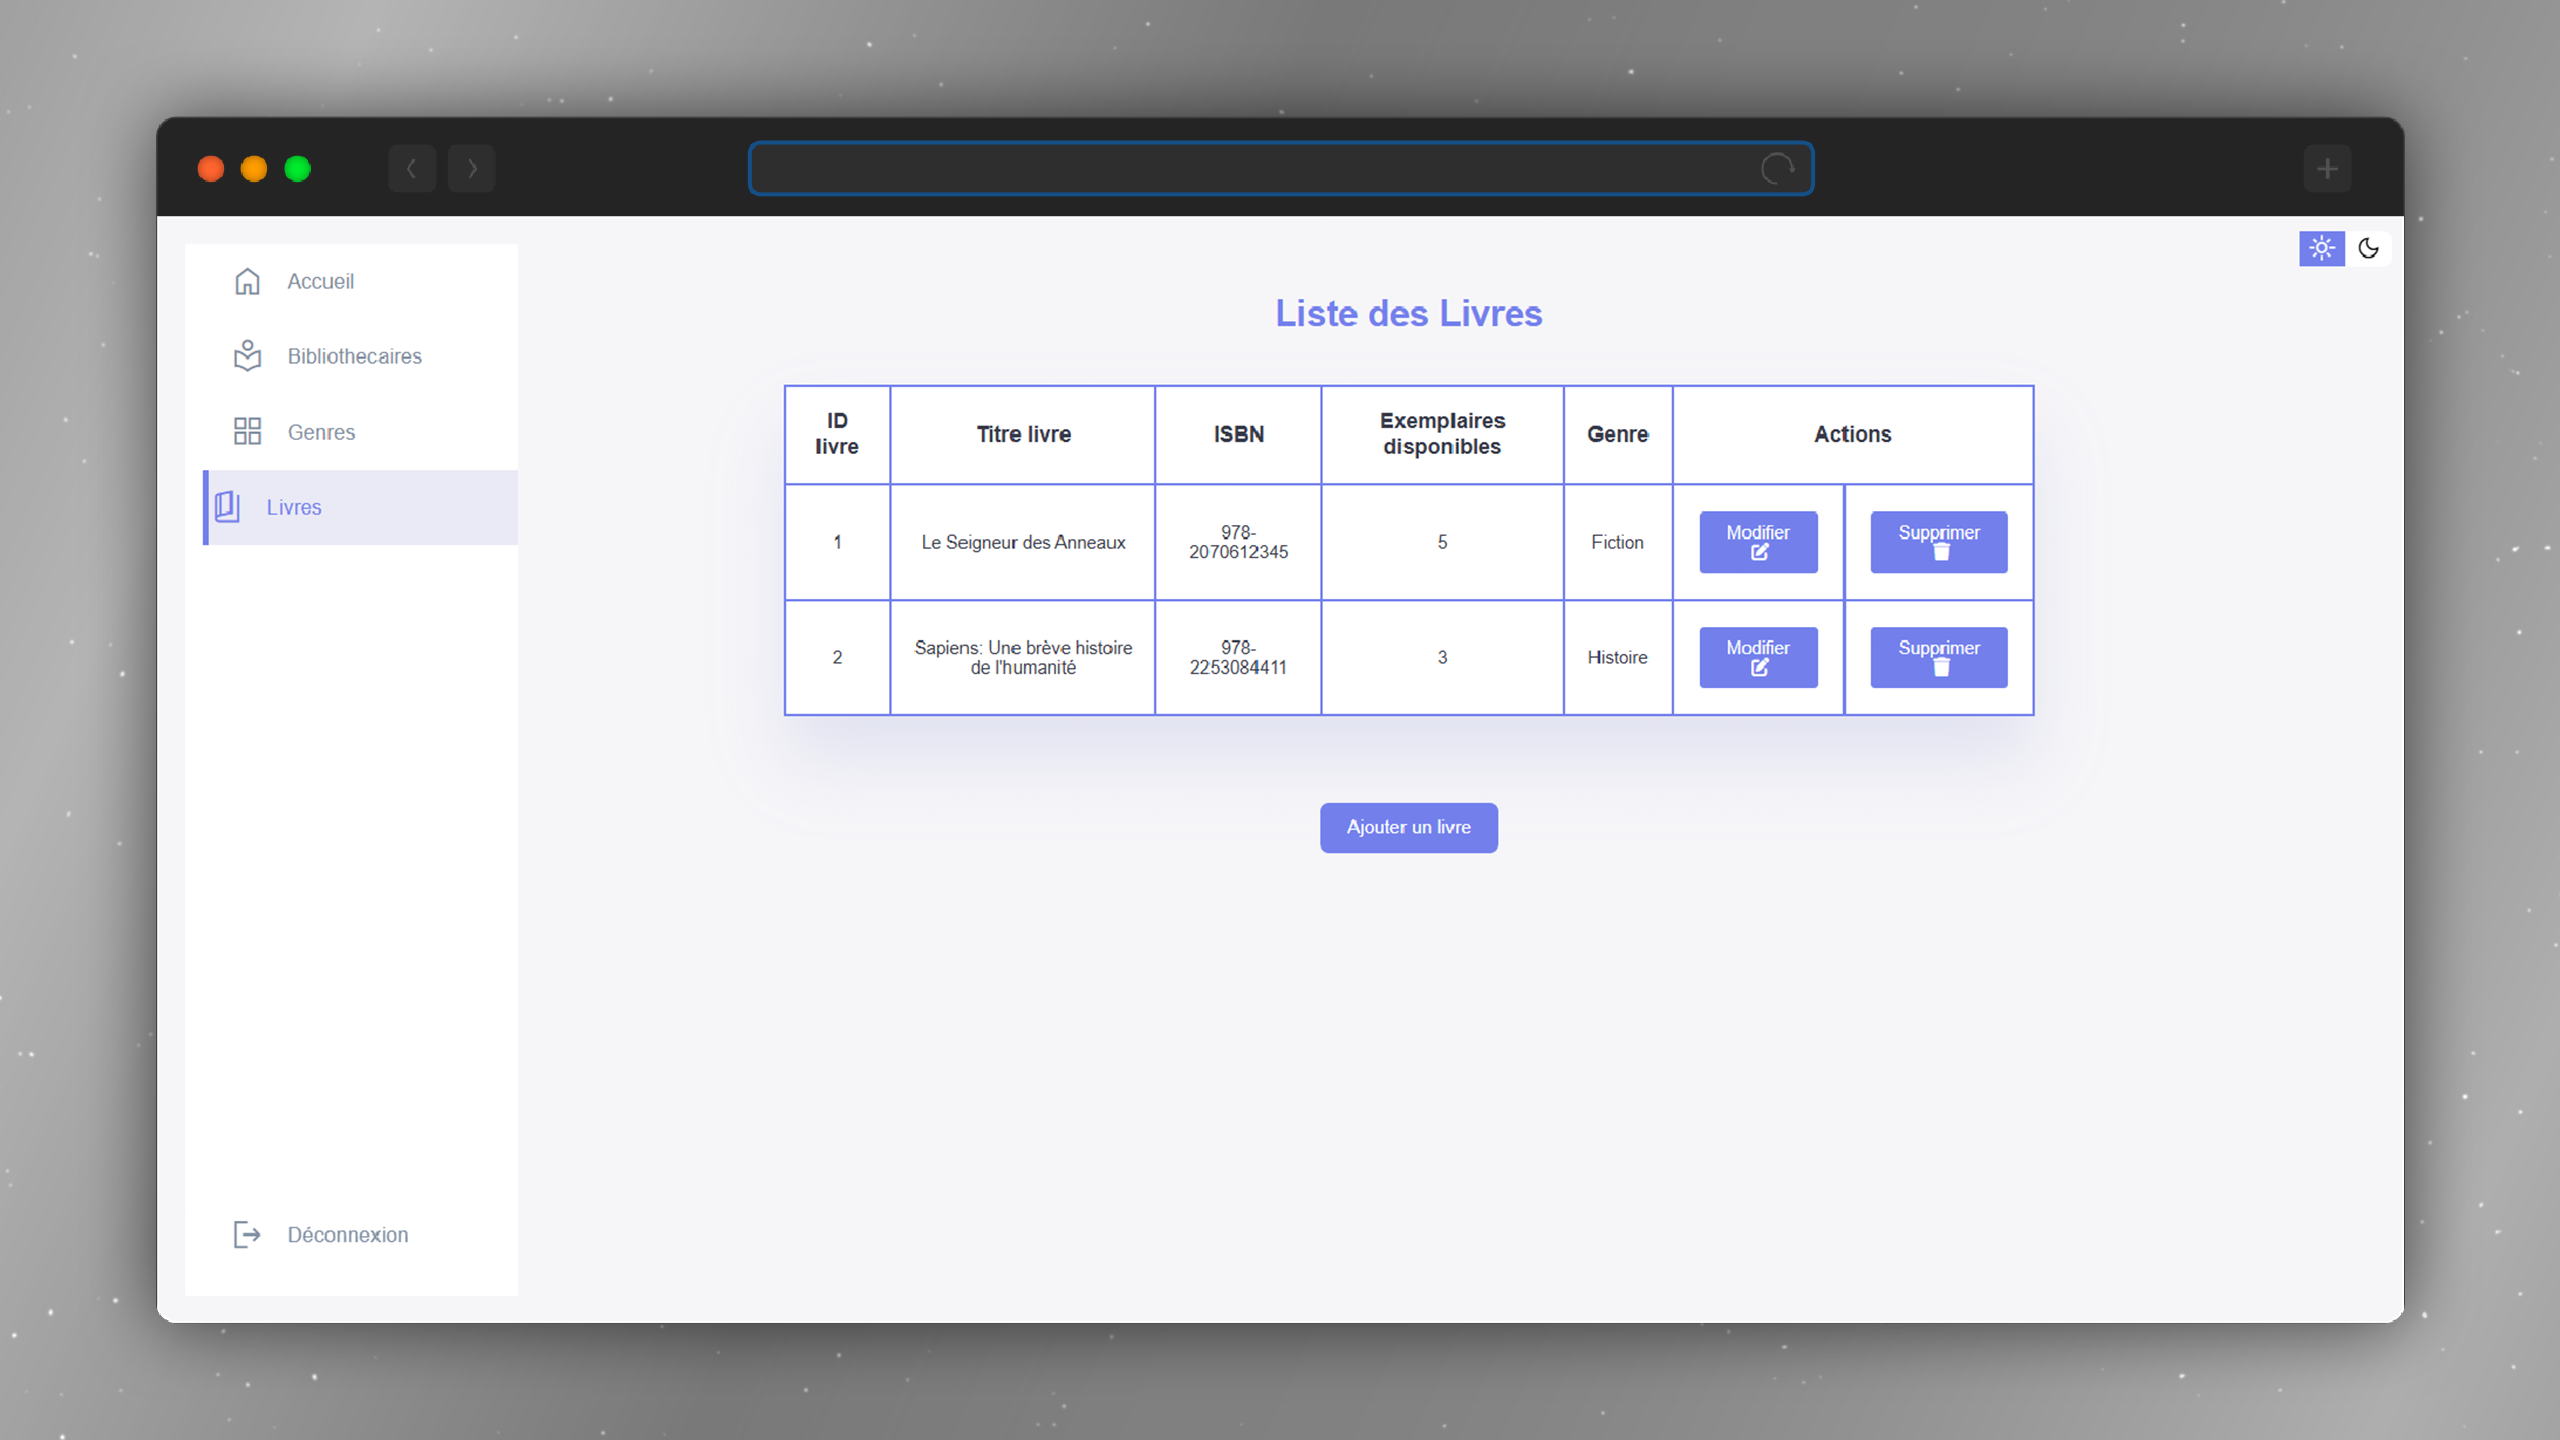 Accueil
Bibliothecaires
Genres
Livres
Déconnexion
Liste des Livres
ID
livre
Titre livre
ISBN
Exemplaires
disponibles
Genre
Actions
1
Le Seigneur des Anneaux
978-
2070612345
5
Fiction
Modifier
Supprimer
2
Sapiens: Une brève histoire
de l'humanité
978-
2253084411
3
Histoire
Modifier
Supprimer
Ajouter un livre